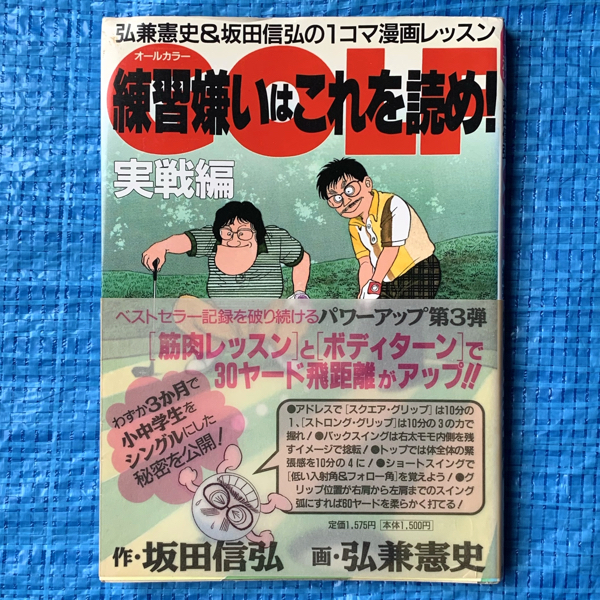 弘兼憲史&坂田信弘の1コマ漫画レッスン
オールカラー
GOLF
練習嫌いはこれを読め!
実戦編
ベストセラー記録を破り続けるパワーアップ第3弾
[筋肉レッスン]と[ボディターン]で
30ヤード飛距離がアップ!!
わずか3か月で
小中学生を
シングルにした
秘密を公開!
●アドレスで[スクエア・グリップ]は10分の
1、[ストロング・グリップ]は10分の3の力で
握れ!●バックスイングは右太モモ内側を残
すイメージで捻転!●トップでは体全体の緊
張感を10分の4に!●ショートスイングで
[低い入射角&フォロー角]を覚えよう!●グ
リップ位置が右肩から左肩までのスイング
弧にすれば60ヤードを柔らかく打てる!
定価1,575円 本体1,500円
作・坂田信弘 画・弘兼憲史